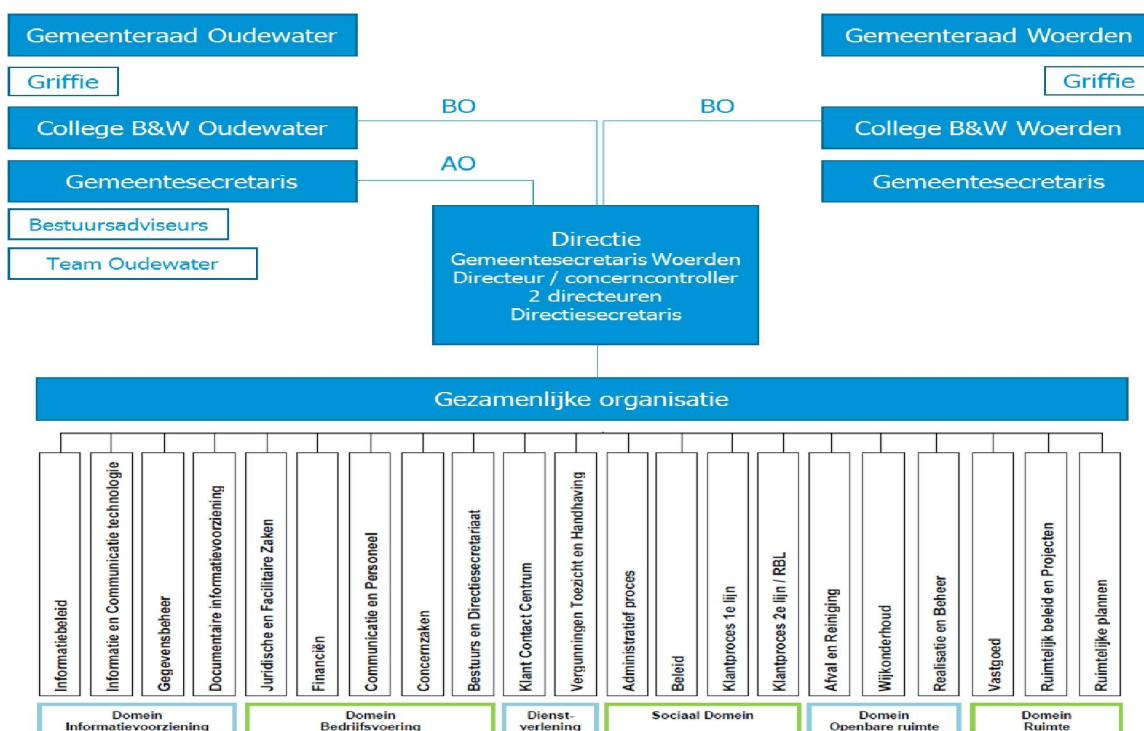 Gemeenteraad Oudewater
Gemeenteraad Woerden
Griffie
Griffie
BO
BO
College B&W Oudewater
College B&W Woerden
AO
Gemeentesecretaris
Gemeentesecretaris
Bestuursadviseurs
Team Oudewater
Directie
Gemeentesecretaris Woerden
Directeur / concerncontroller
2 directeuren
Directiesecretaris
Gezamenlijke organisatie
Informatiebeleid
Informatie en Communicatie technologie
Gegevensbeheer
Documentaire informatievoorziening
Juridische en Facilitaire Zaken
Financiën
Communicatie en Personeel
Concernzaken
Bestuurs en Directiesecretariaat
Klant Contact Centrum
Vergunningen Toezicht en Handhaving
Administratief proces
Beleid
Klantproces 1e lijn
Klantproces 2e lijn / RBL
Afval en Reiniging
Wijkonderhoud
Realisatie en Beheer
Vastgoed
Ruimtelijk beleid en Projecten
Ruimtelijke plannen
Domein
Informatievoorziening
Domein
Bedrijfsvoering
Dienst-
verlening
Sociaal Domein
Domein
Openbare ruimte
Domein
Ruimte